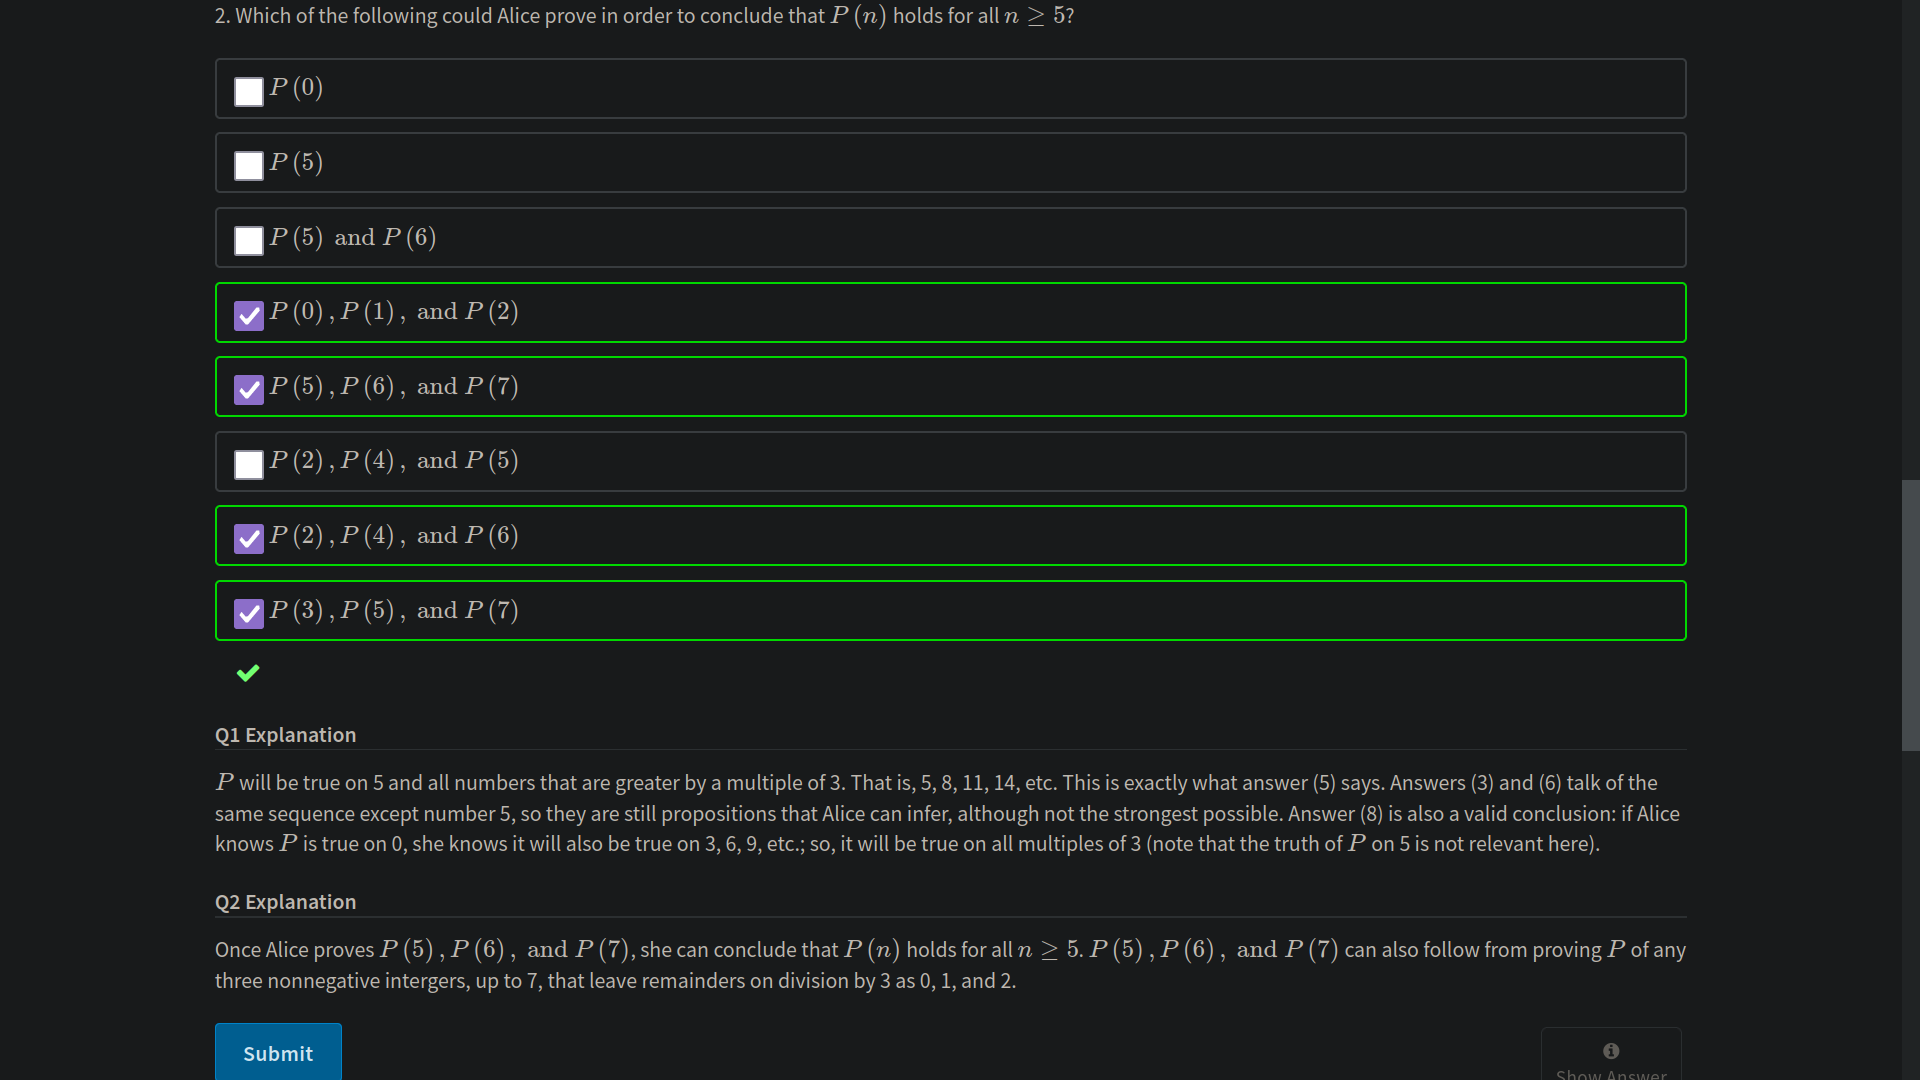 2. Which of the following could Alice prove in order to conclude that P (n) holds for all n ≥ 5?
P (0)
P (5)
P (5) and P (6)
P (0) , P (1) , and P (2)
P (5) , P (6) , and P (7)
P (2) , P (4) , and P (5)
P (2) , P (4) , and P (6)
P (3) , P (5) , and P (7)
Q1 Explanation
P will be true on 5 and all numbers that are greater by a multiple of 3. That is, 5, 8, 11, 14, etc. This is exactly what answer (5) says. Answers (3) and (6) talk of the
same sequence except number 5, so they are still propositions that Alice can infer, although not the strongest possible. Answer (8) is also a valid conclusion: if Alice
knows P is true on 0, she knows it will also be true on 3, 6, 9, etc.; so, it will be true on all multiples of 3 (note that the truth of P on 5 is not relevant here).
Q2 Explanation
Once Alice proves P (5) , P (6) , and P (7), she can conclude that P (n) holds for all n ≥ 5. P (5) , P (6) , and P (7) can also follow from proving P of any
three nonnegative intergers, up to 7, that leave remainders on division by 3 as 0, 1, and 2.
Submit
Show Answer